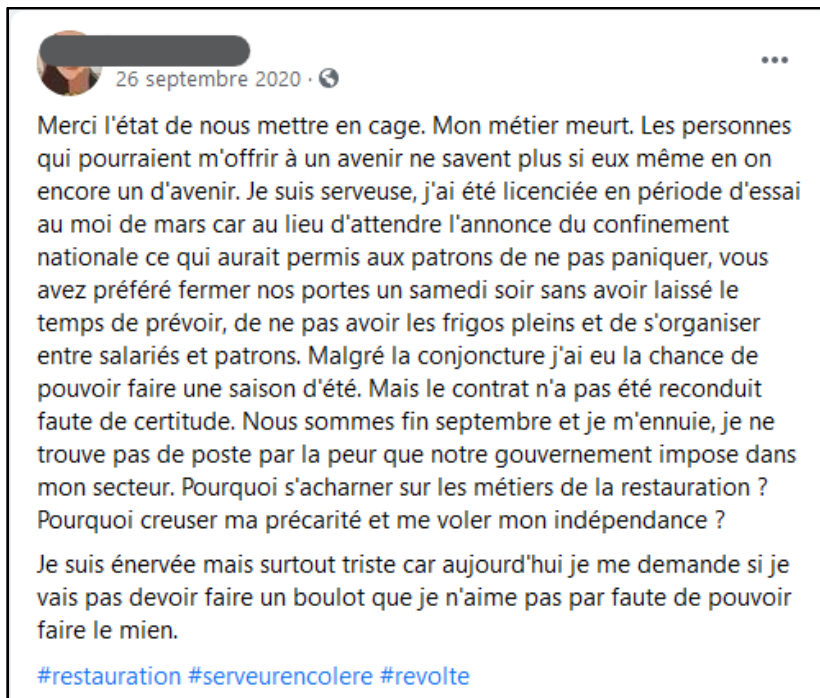 26 septembre 2020 ·
Merci l'état de nous mettre en cage. Mon métier meurt. Les personnes
qui pourraient m'offrir à un avenir ne savent plus si eux même en on
encore un d'avenir. Je suis serveuse, j'ai été licenciée en période d'essai
au moi de mars car au lieu d'attendre l'annonce du confinement
nationale ce qui aurait permis aux patrons de ne pas paniquer, vous
avez préféré fermer nos portes un samedi soir sans avoir laissé le
temps de prévoir, de ne pas avoir les frigos pleins et de s'organiser
entre salariés et patrons. Malgré la conjoncture j'ai eu la chance de
pouvoir faire une saison d'été. Mais le contrat n'a pas été reconduit
faute de certitude. Nous sommes fin septembre et je m'ennuie, je ne
trouve pas de poste par la peur que notre gouvernement impose dans
mon secteur. Pourquoi s'acharner sur les métiers de la restauration ?
Pourquoi creuser ma précarité et me voler mon indépendance ?
Je suis énervée mais surtout triste car aujourd'hui je me demande si je
vais pas devoir faire un boulot que je n'aime pas par faute de pouvoir
faire le mien.
#restauration #serveurencolere #revolte